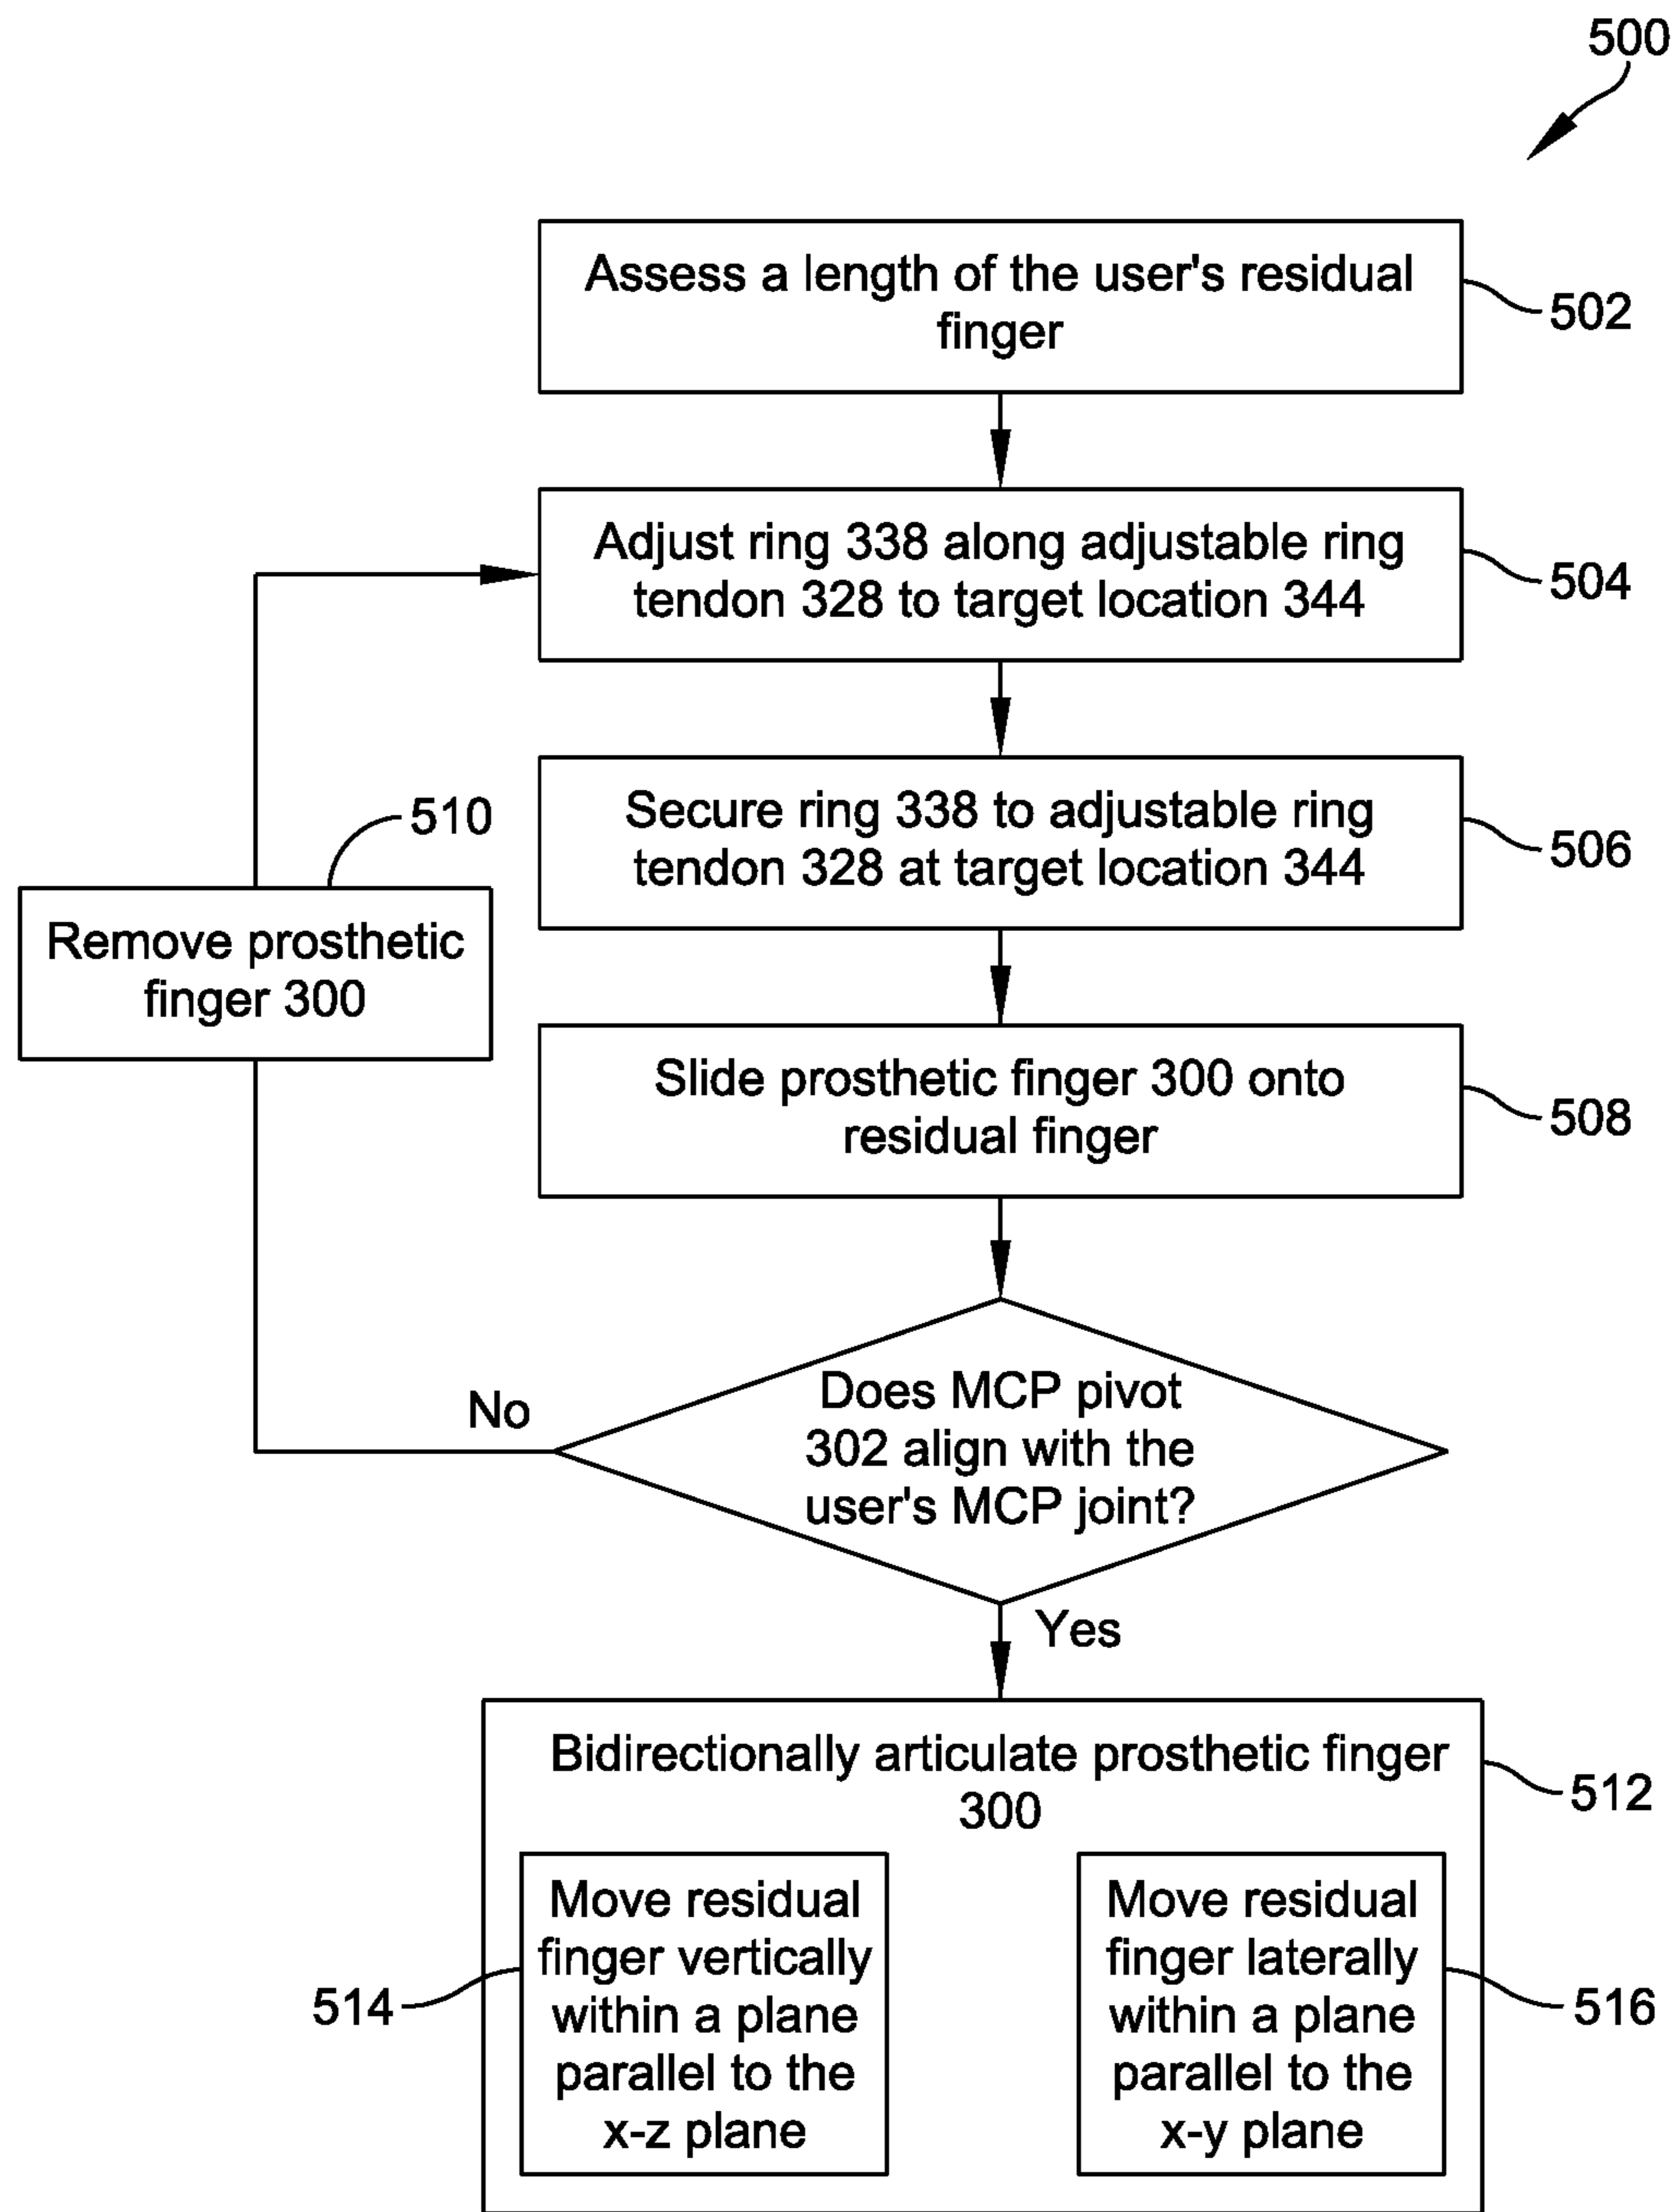 500
Assess a length of the user's residual
finger
502
Adjust ring 338 along adjustable ring
tendon 328 to target location 344
504
Secure ring 338 to adjustable ring
tendon 328 at target location 344
506
510
Remove prosthetic
finger 300
Slide prosthetic finger 300 onto
residual finger
508
Does MCP pivot
302 align with the
user's MCP joint?
No
Yes
Bidirectionally articulate prosthetic finger
300
512
Move residual
finger vertically
within a plane
parallel to the
x-z plane
514
Move residual
finger laterally
within a plane
parallel to the
x-y plane
516